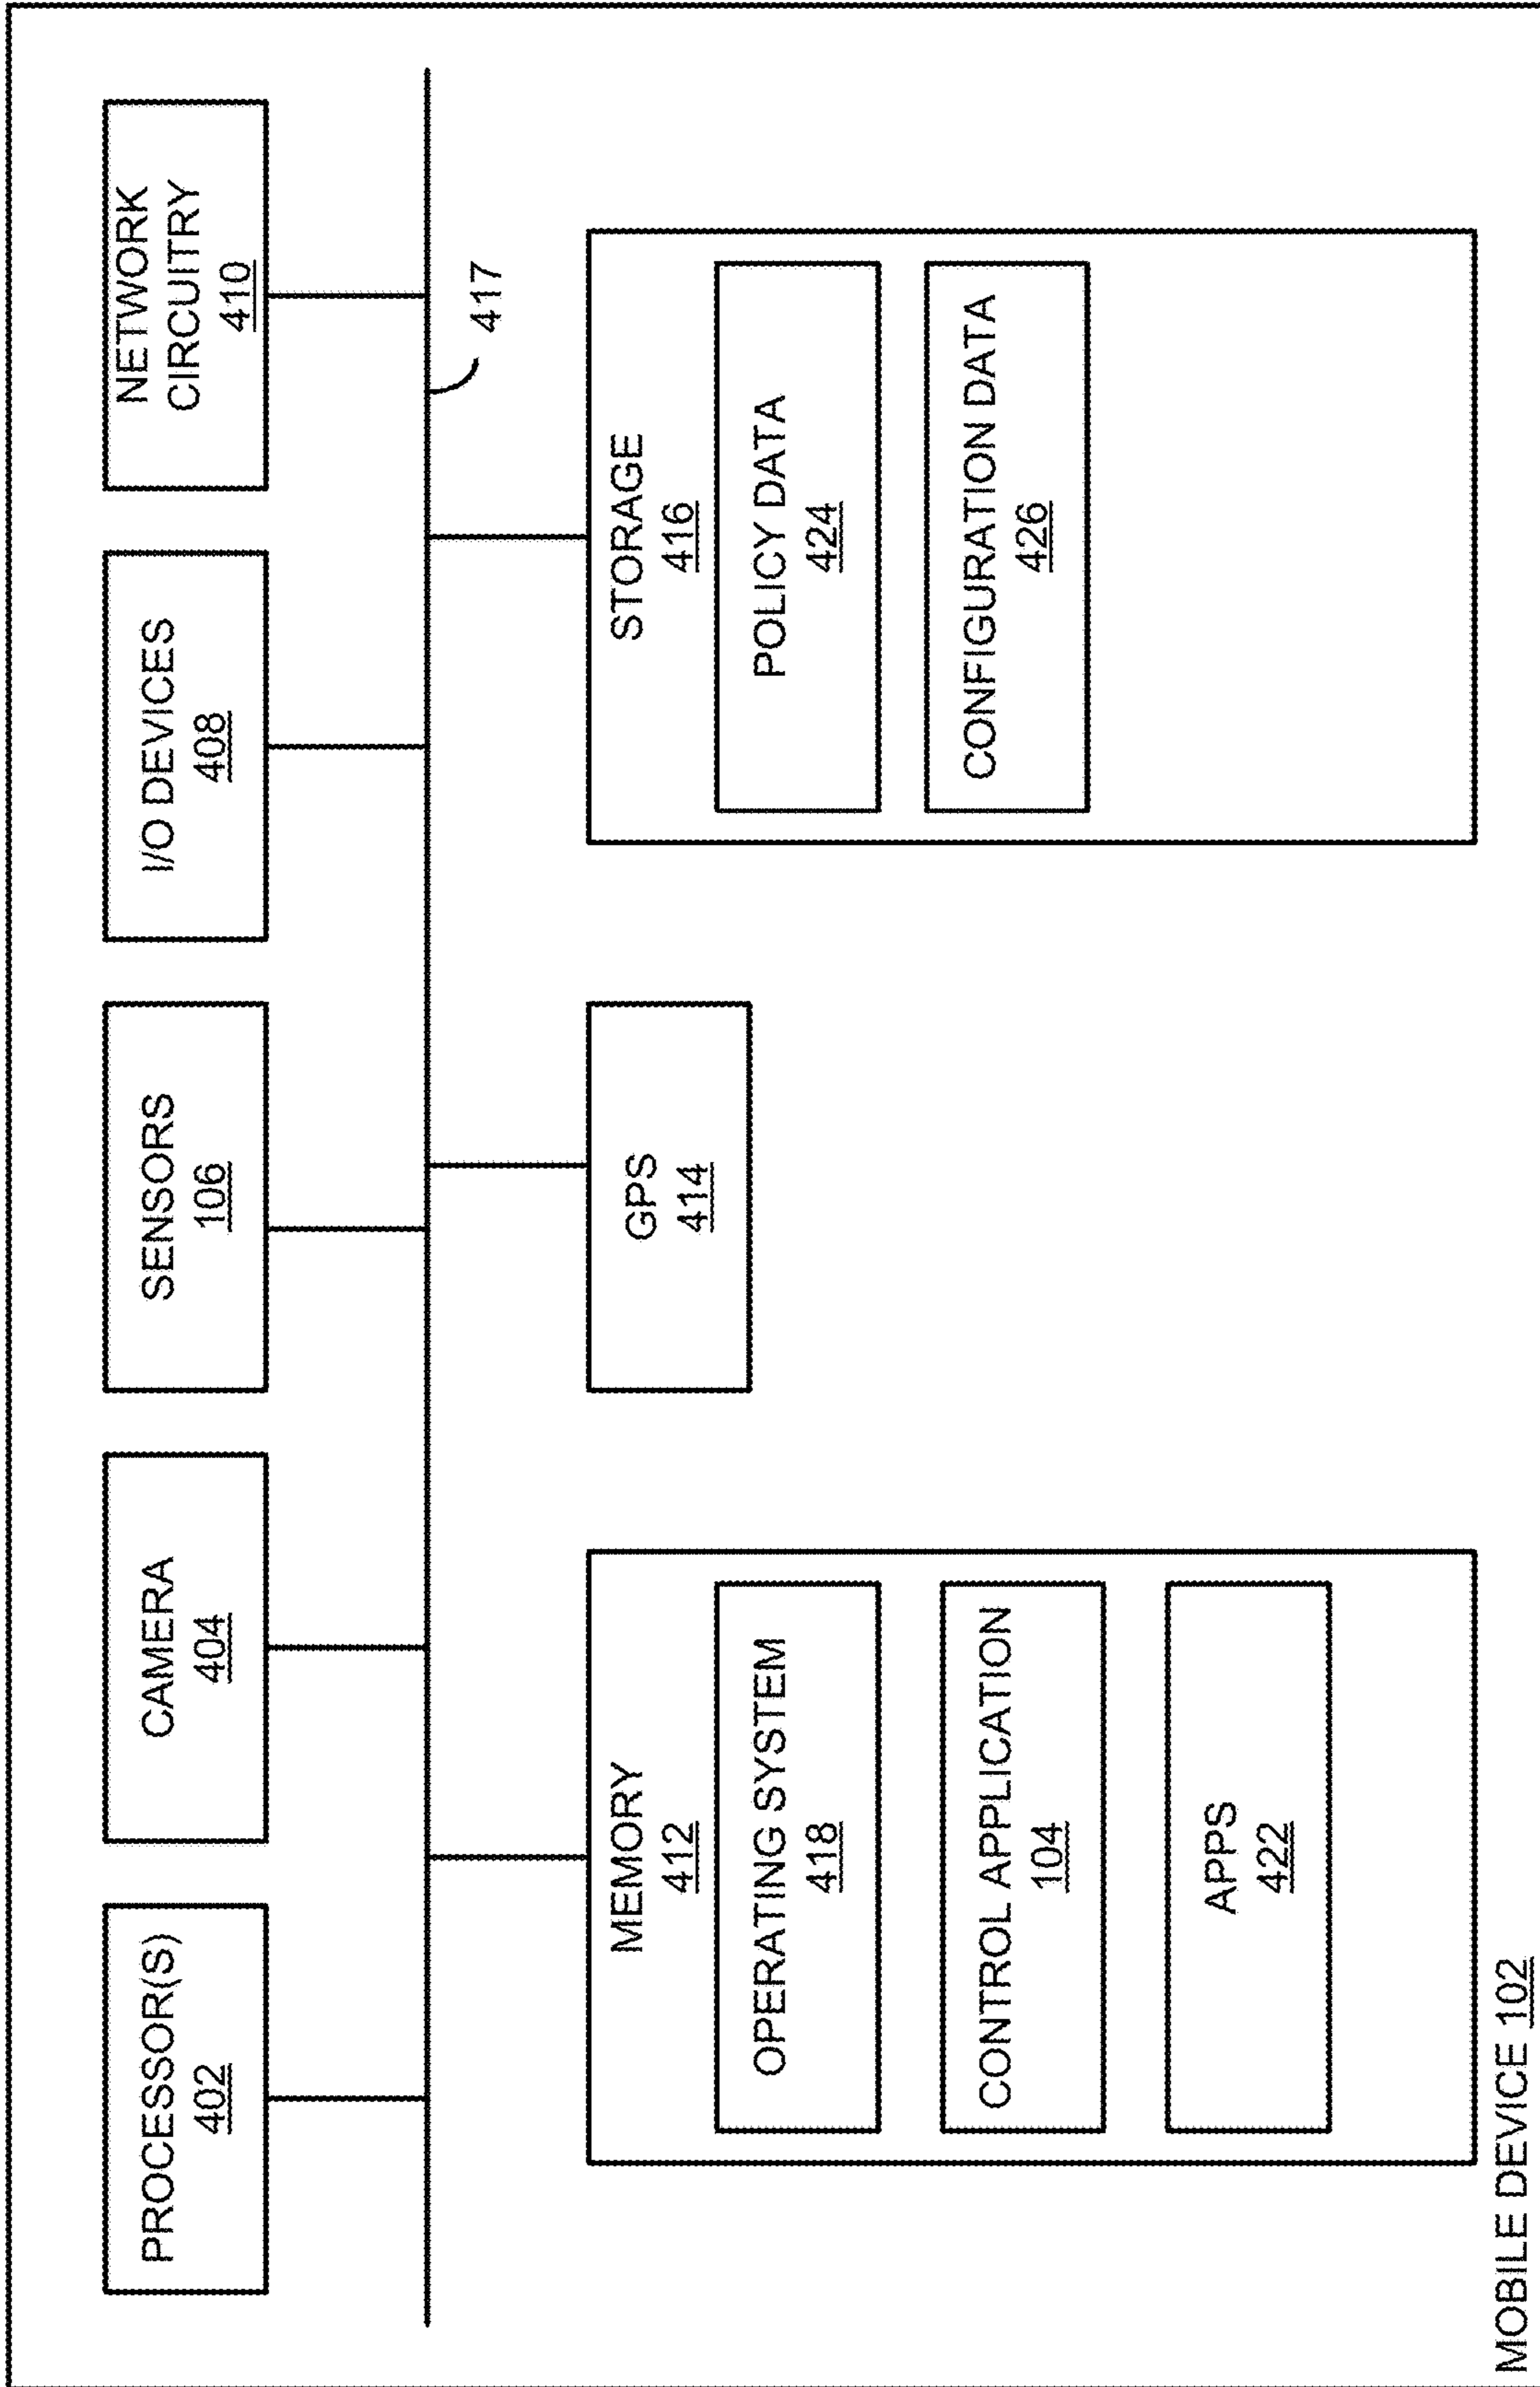 PROCESSOR(S)
402
CAMERA
404
SENSORS
106
I/O DEVICES
408
NETWORK
CIRCUITRY
410
417
MEMORY
412
OPERATING SYSTEM
418
CONTROL APPLICATION
104
APPS
422
GPS
414
STORAGE
416
POLICY DATA
424
CONFIGURATION DATA
426
MOBILE DEVICE 102